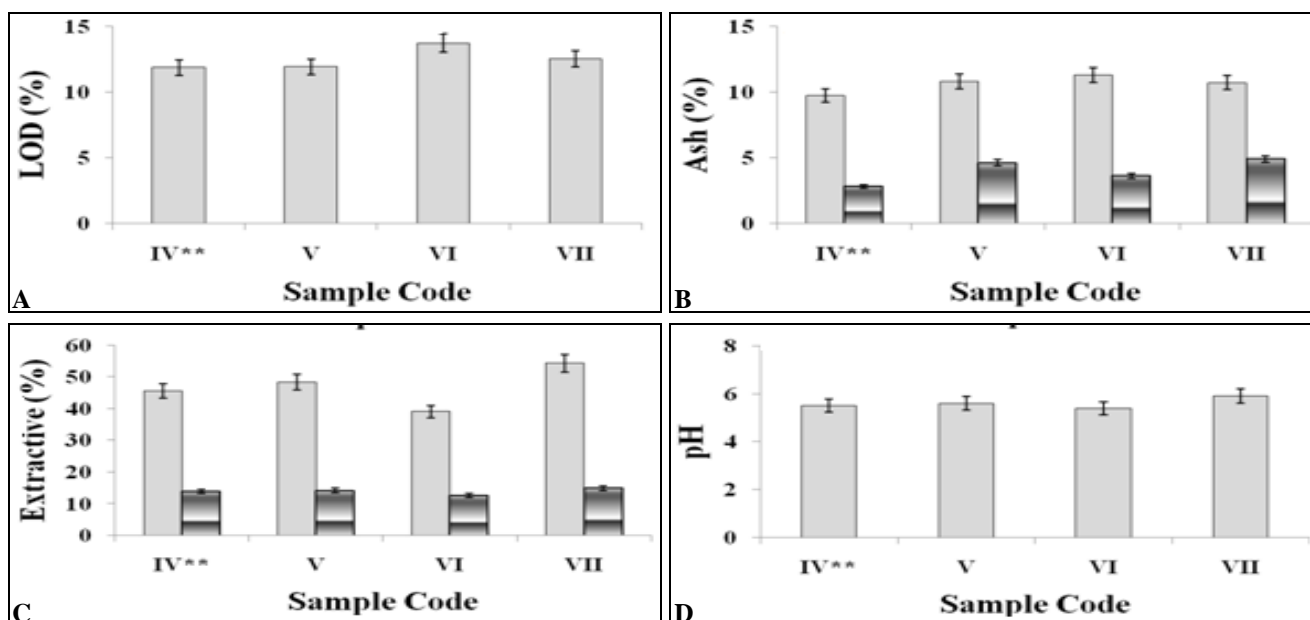 LOD (%)
15
10
5
0
IV** V VI VII
Sample Code
A
Ash (%)
15
10
5
0
IV** V VI VII
Sample Code
B
Extractive (%)
60
50
40
30
20
10
0
IV** V VI VII
Sample Code
C
pH
8
6
4
2
0
IV** V VI VII
Sample Code
D